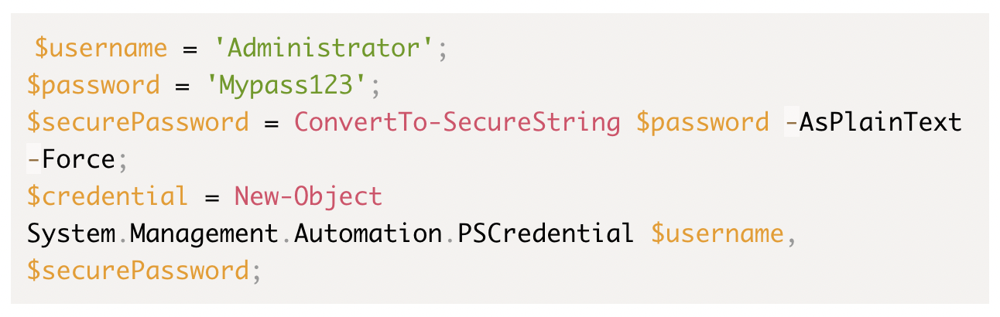 $username = 'Administrator';
$password = 'Mypass123';
$securePassword = ConvertTo-SecureString $password -AsPlainText
-Force;
$credential = New-Object
System.Management.Automation.PSCredential $username,
$securePassword;